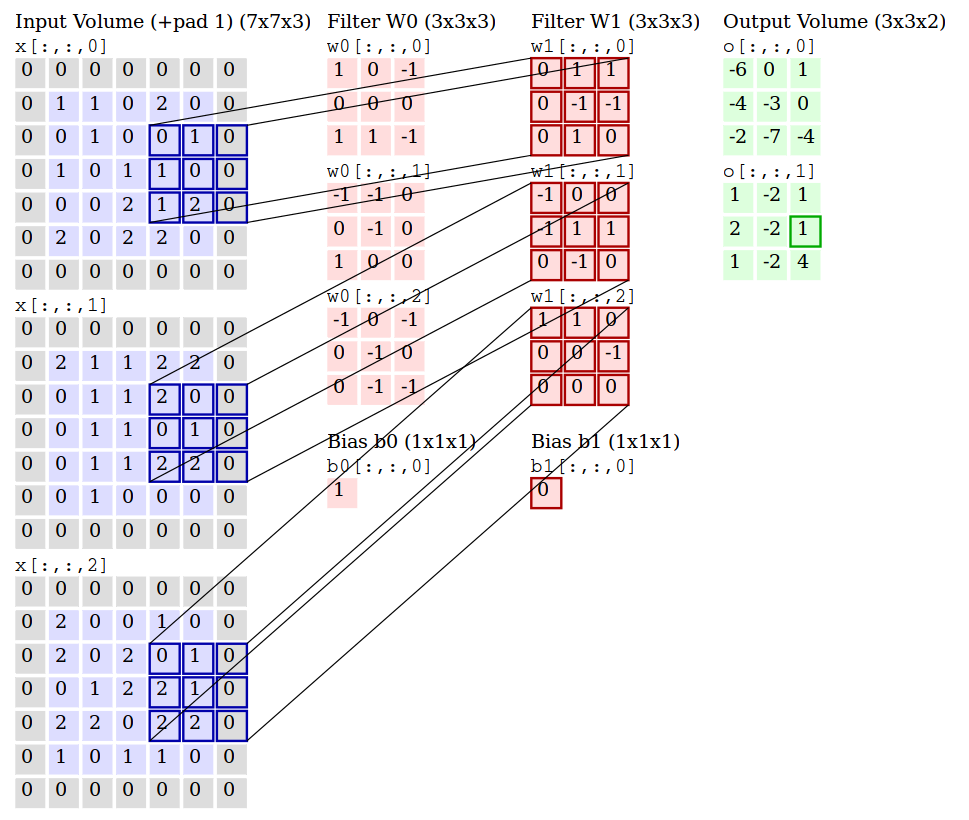 Input Volume (+pad 1) (7x7x3)
x[:,:,0]
0 0 0 0 0 0 0
0 1 1 0 2 0 0
0 0 1 0 0 1 0
0 1 0 1 1 0 0
0 0 0 2 1 2 0
0 2 0 2 2 0 0
0 0 0 0 0 0 0
x[:,:,1]
0 0 0 0 0 0 0
0 2 1 1 2 2 0
0 0 1 1 2 0 0
0 0 1 1 0 1 0
0 0 1 1 2 2 0
0 0 1 0 0 0 0
0 0 0 0 0 0 0
x[:,:,2]
0 0 0 0 0 0 0
0 2 0 0 1 0 0
0 2 0 2 0 1 0
0 0 1 2 2 1 0
0 2 2 0 2 2 0
0 1 0 1 1 0 0
0 0 0 0 0 0 0
Filter W0 (3x3x3)
w0[:,:,0]
1 0 -1
0 0 0
1 1 -1
w0[:,:,1]
-1 -1 0
0 -1 0
1 0 0
w0[:,:,2]
-1 0 -1
0 -1 0
0 -1 -1
Bias b0 (1x1x1)
b0[:,:,0]
1
Filter W1 (3x3x3)
w1[:,:,0]
0 1 1
0 -1 -1
0 1 0
w1[:,:,1]
-1 0 0
-1 1 1
0 -1 0
w1[:,:,2]
1 1 0
0 0 -1
0 0 0
Bias b1 (1x1x1)
b1[:,:,0]
0
Output Volume (3x3x2)
o[:,:,0]
-6 0 1
-4 -3 0
-2 -7 -4
o[:,:,1]
1 -2 1
2 -2 1
1 -2 4